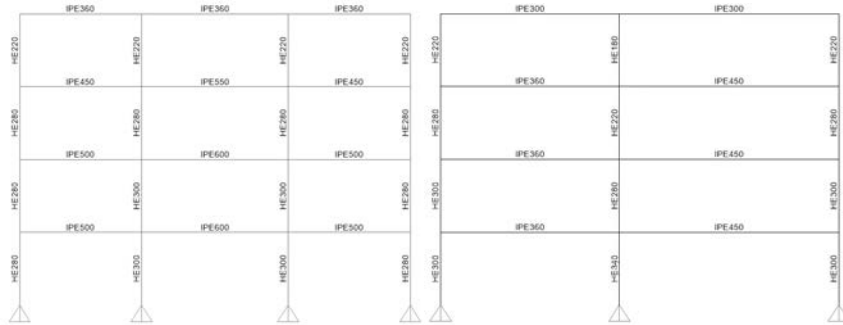 IPE360 IPE360 IPE360 IPE300 IPE300
HE220 HE220 HE220 HE220 HE220 HE180 HE220
IPE450 IPE550 IPE450 IPE360 IPE450
HE280 HE280 HE280 HE280 HE280 HE220 HE280
IPE500 IPE600 IPE500 IPE360 IPE450
HE280 HE300 HE300 HE280 HE300 HE280 HE300
IPE500 IPE600 IPE500 IPE360 IPE450
HE280 HE300 HE300 HE280 HE300 HE340 HE300